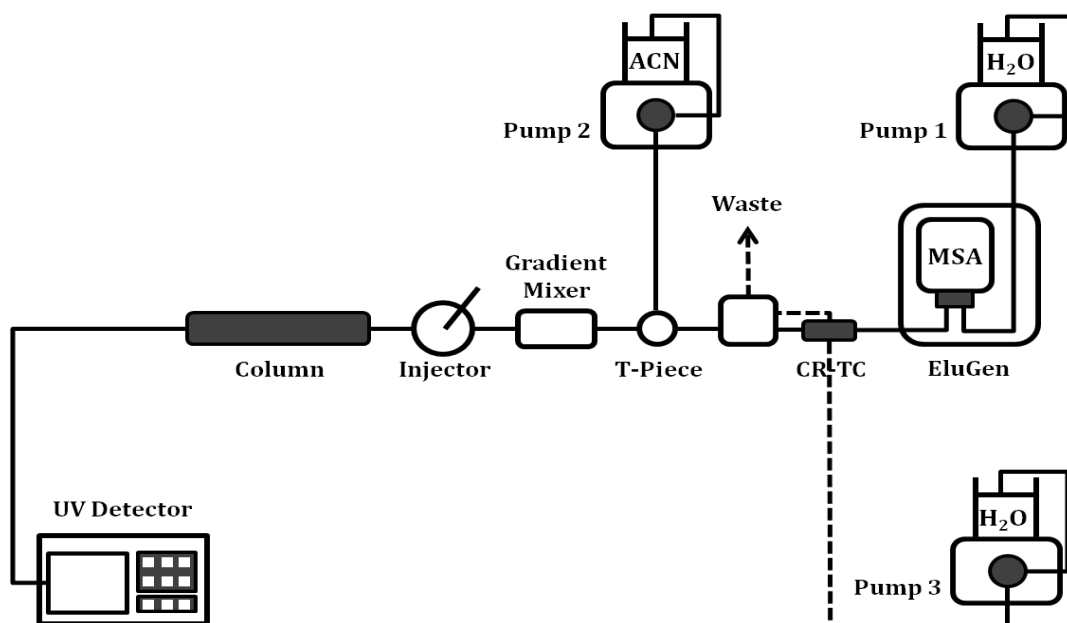 ACN
H₂O
Pump 2
Pump 1
Waste
MSA
Gradient
Mixer
Column
Injector
T-Piece
CR-TC
EluGen
UV Detector
H₂O
Pump 3